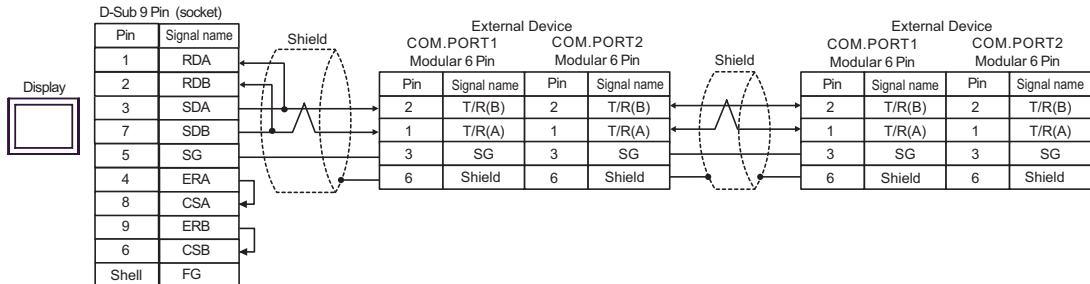 D-Sub 9 Pin (socket)
Pin Signal name
1 RDA
2 RDB
3 SDA
7 SDB
5 SG
4 ERA
8 CSA
9 ERB
6 CSB
Shell FG
Display
Shield
External Device
COM.PORT1 COM.PORT2
Modular 6 Pin Modular 6 Pin
Pin Signal name Pin Signal name
2 T/R(B) 2 T/R(B)
1 T/R(A) 1 T/R(A)
3 SG 3 SG
6 Shield 6 Shield
Shield
External Device
COM.PORT1 COM.PORT2
Modular 6 Pin Modular 6 Pin
Pin Signal name Pin Signal name
2 T/R(B) 2 T/R(B)
1 T/R(A) 1 T/R(A)
3 SG 3 SG
6 Shield 6 Shield